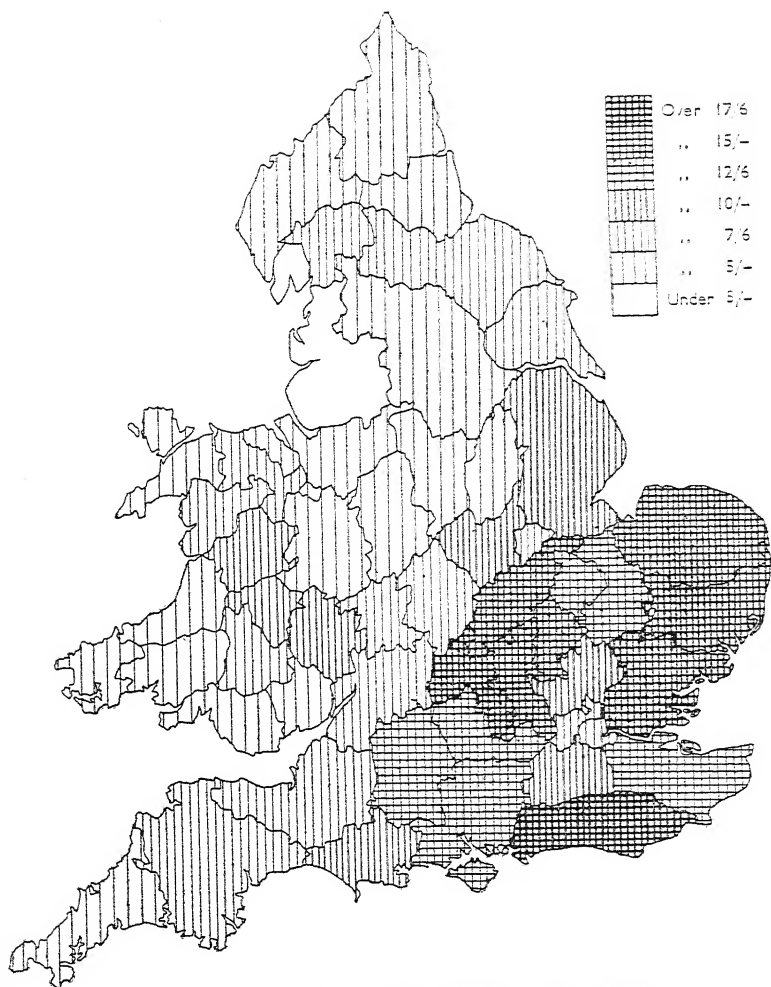 Over 17/6
,, 15/-
,, 12/6
,, 10/-
,, 7/6
,, 5/-
Under 5/-